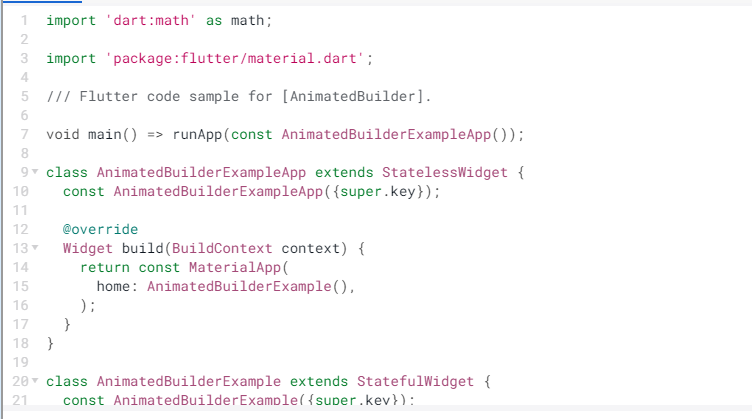 1 import 'dart:math' as math;
2
3 import 'package:flutter/material.dart';
4
5 /// Flutter code sample for [AnimatedBuilder].
6
7 void main() => runApp(const AnimatedBuilderExampleApp());
8
9 class AnimatedBuilderExampleApp extends StatelessWidget {
10   const AnimatedBuilderExampleApp({super.key});
11
12   @override
13   Widget build(BuildContext context) {
14     return const MaterialApp(
15       home: AnimatedBuilderExample(),
16     );
17   }
18 }
19
20 class AnimatedBuilderExample extends StatefulWidget {
21   const AnimatedBuilderExample({super.key});